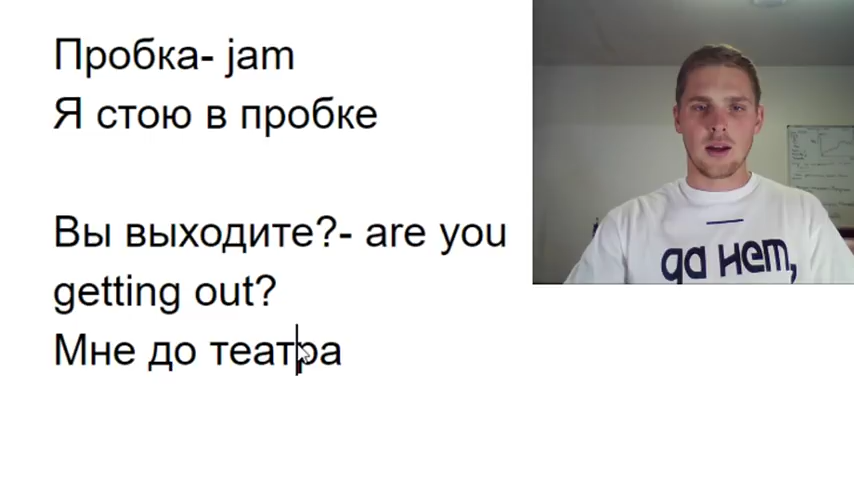 Пробка- jam
Я стою в пробке
Вы выходите?- are you
getting out?
Мне до театра
да нет,